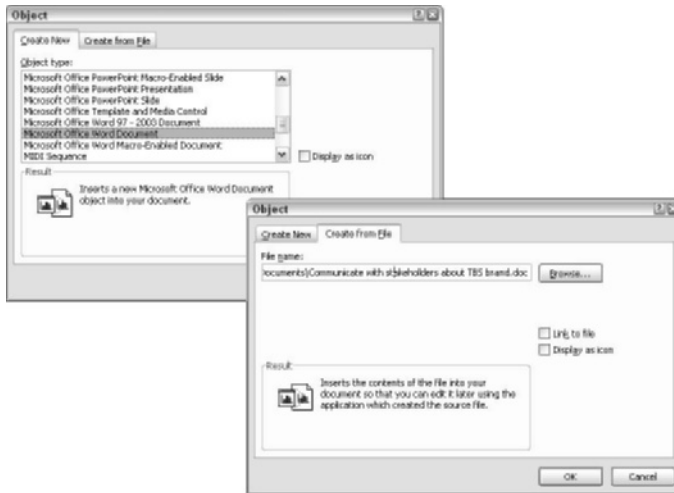 Object
Create New Create from File
Object type:
Microsoft Office PowerPoint Macro-Enabled Slide
Microsoft Office PowerPoint Presentation
Microsoft Office PowerPoint Slide
Microsoft Office Template and Media Control
Microsoft Office Word 97 - 2003 Document
Microsoft Office Word Document
Microsoft Office Word Macro-Enabled Document
MIDI Sequence
Display as icon
Result
Inserts a new Microsoft Office Word Document
object into your document.
Object
Create New Create from File
File name:
ocuments\Communicate with stakeholders about TBS brand.doc
Browse...
Link to file
Display as icon
Result
Inserts the contents of the file into your
document so that you can edit it later using the
application which created the source file.
OK Cancel